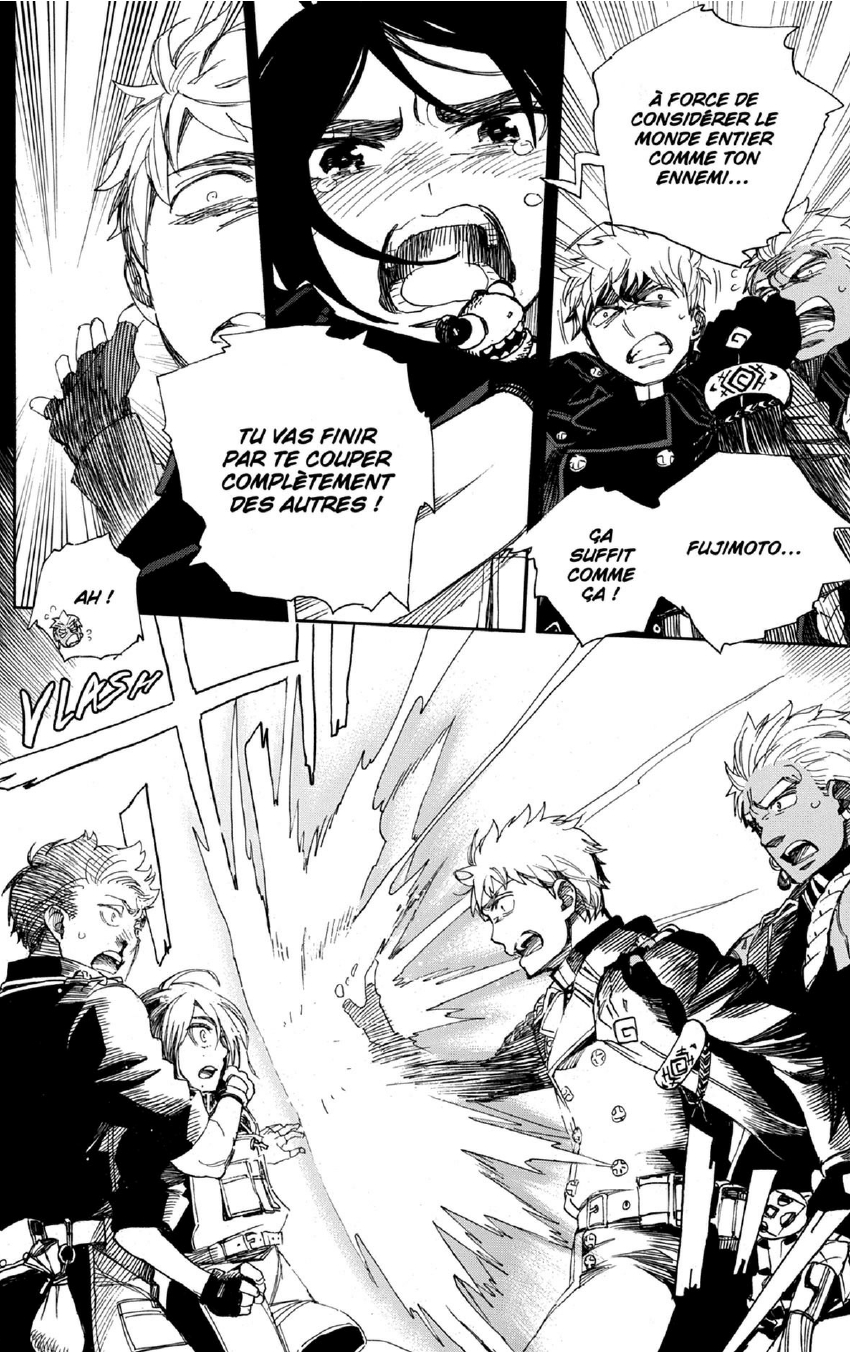 À FORCE DE
CONSIDÉRER LE
MONDE ENTIER
COMME TON
ENNEMI...
FUJIMOTO...
ÇA
SUFFIT
COMME
ÇA !
TU VAS FINIR
PAR TE COUPER
COMPLÈTEMENT
DES AUTRES !
AH !
VLASH